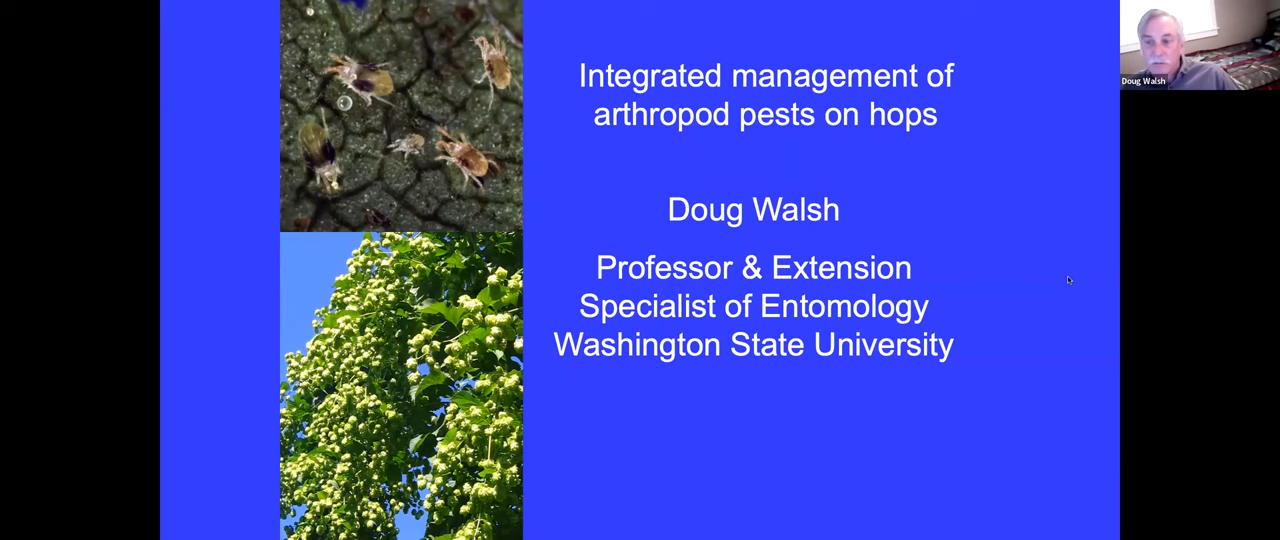 Integrated management of
arthropod pests on hops
Doug Walsh
Professor & Extension
Specialist of Entomology
Washington State University
Doug Walsh